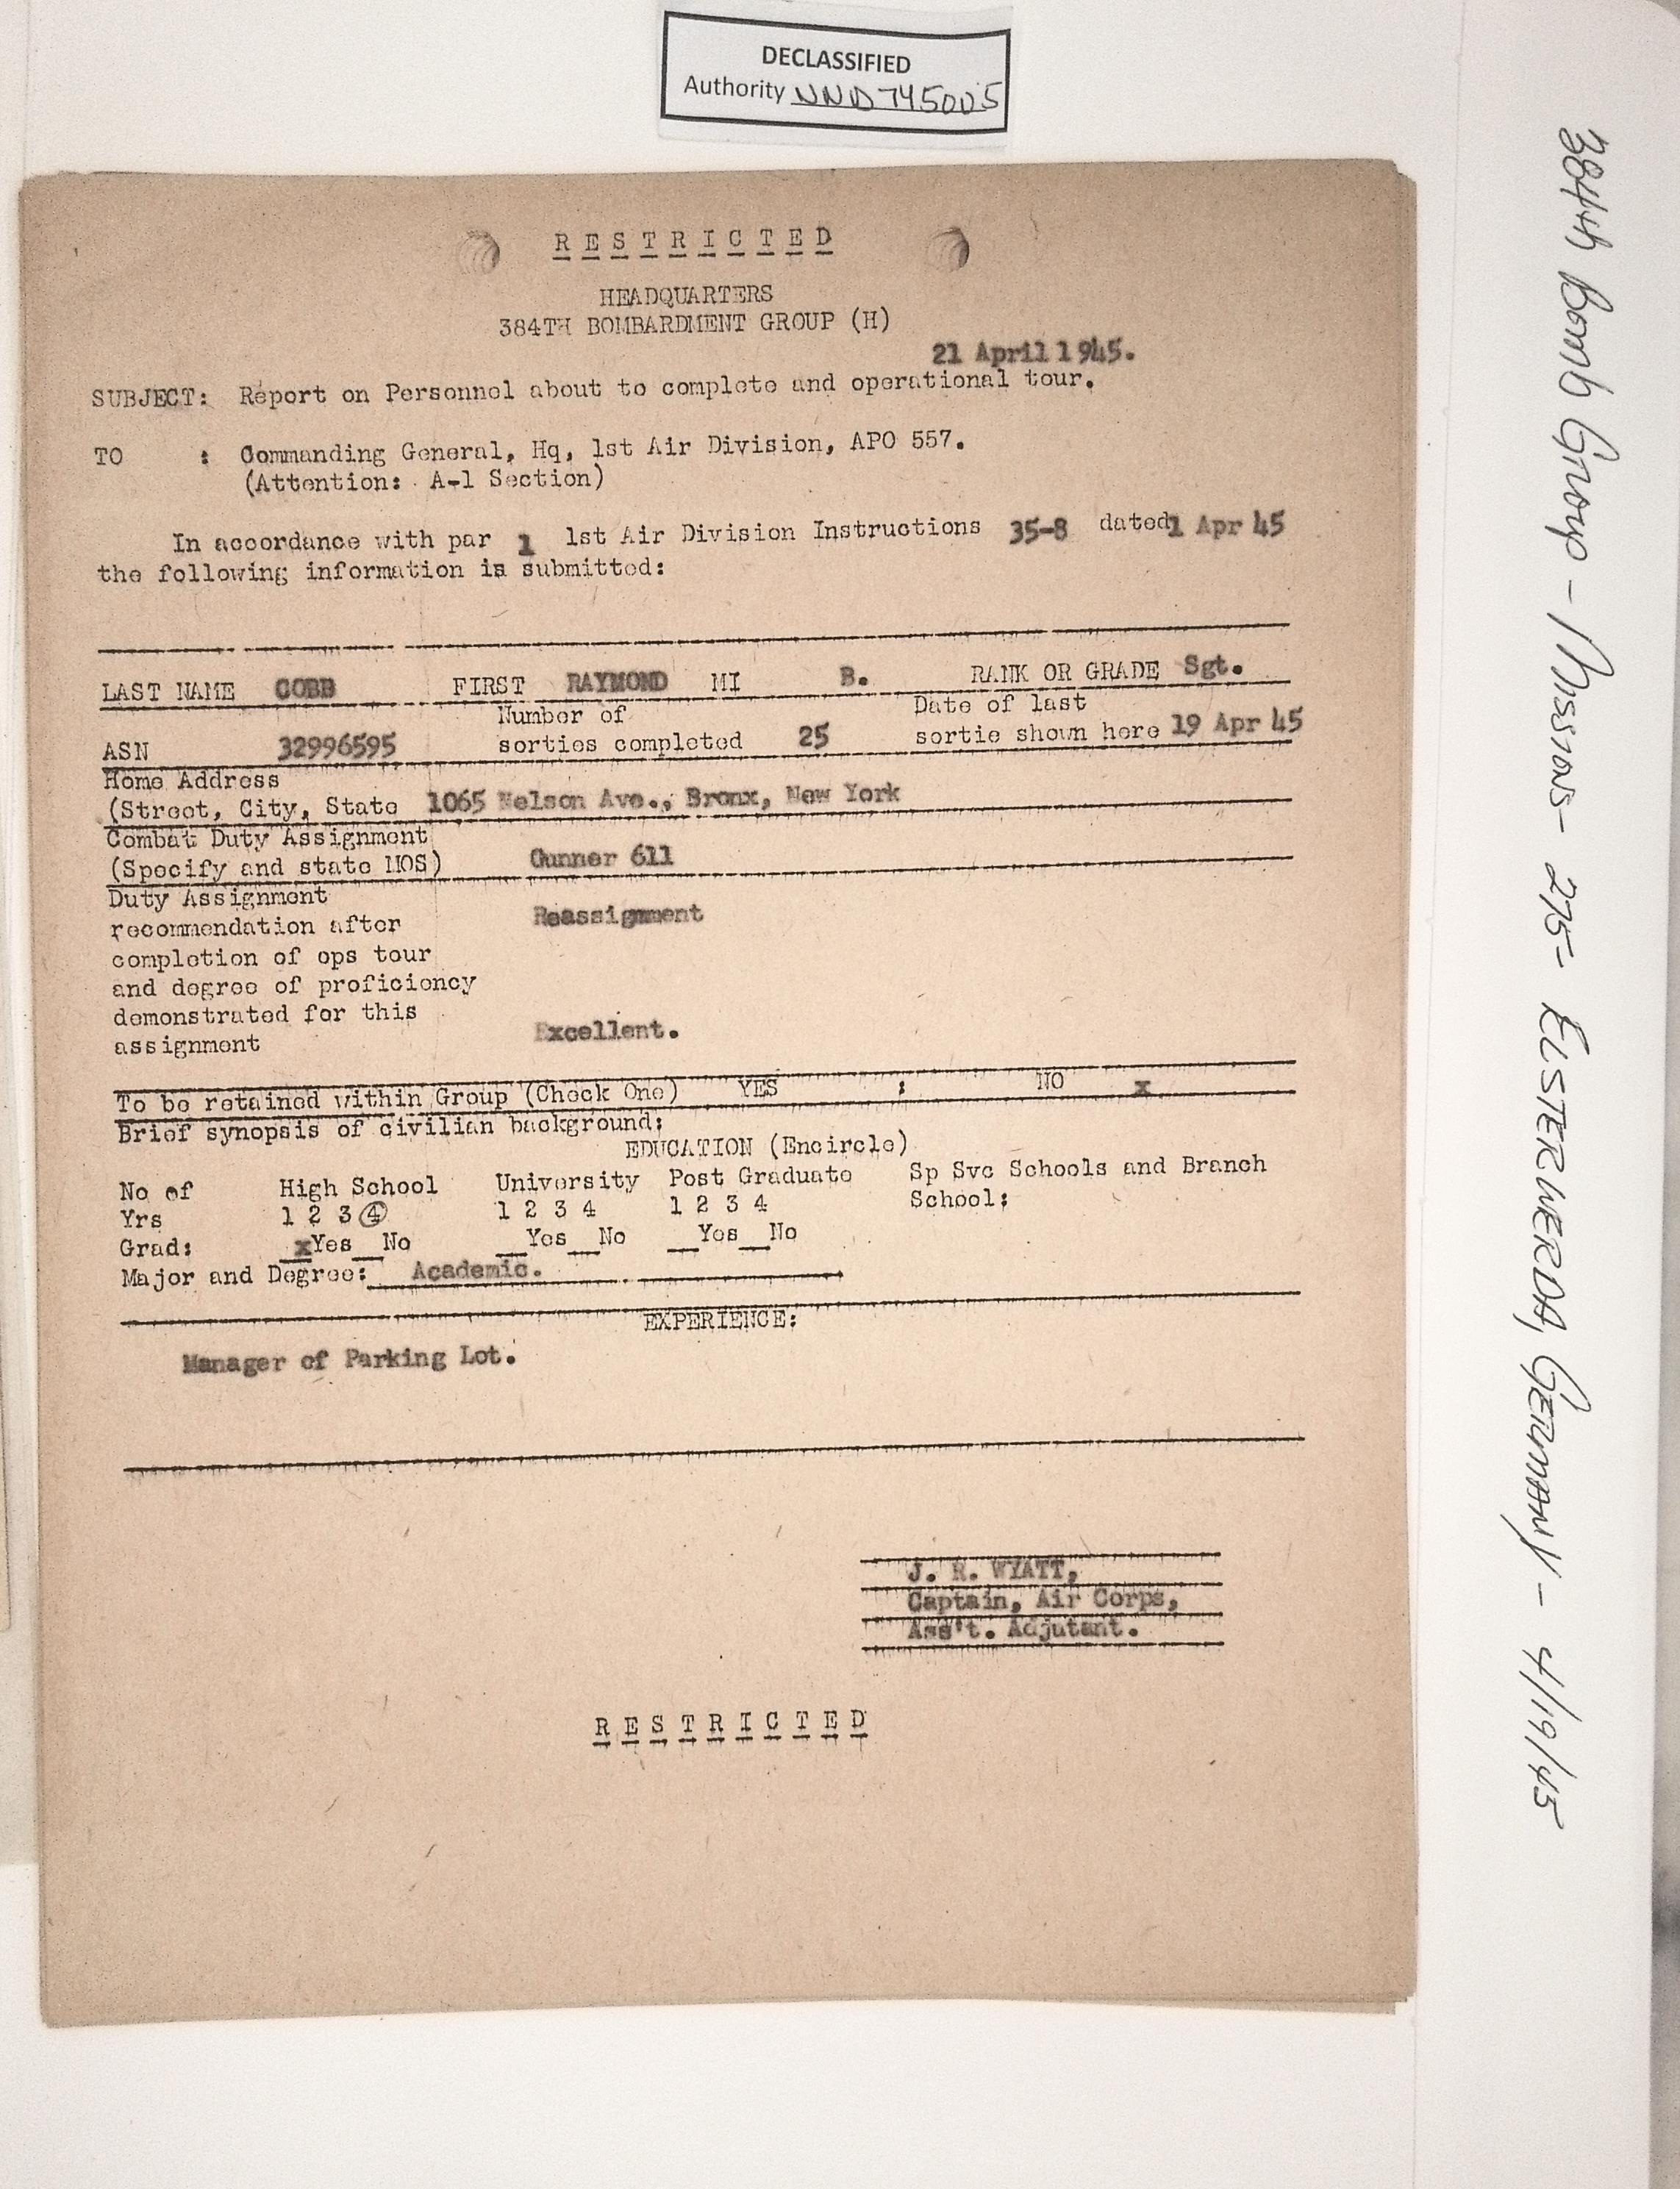 DECLASSIFIED
Authority NND745005
RESTRICTED
HEADQUARTERS
384TH BOMBARDMENT GROUP (H)
21 April 1945.
SUBJECT: Report on Personnel about to complete and operational tour.
TO : Commanding General, Hq, 1st Air Division, APO 557.
(Attention: A-1 Section)
In accordance with par 1 1st Air Division Instructions 35-8 dated 1 Apr 45
the following information is submitted:
LAST NAME COBB FIRST RAYMOND MI B. RANK OR GRADE Sgt.
Number of Date of last
ASN 32996595 sorties completed 25 sortie shown here 19 Apr 45
Home Address
(Street, City, State 1065 Nelson Ave., Bronx, New York
Combat Duty Assignment
(Specify and state MOS) Gunner 611
Duty Assignment
recommendation after Reassignment
completion of ops tour
and degree of proficiency
demonstrated for this
assignment Excellent.
To be retained within Group (Check One) YES : NO x
Brief synopsis of civilian background:
EDUCATION (Encircle)
No of High School University Post Graduate Sp Svc Schools and Branch
Yrs 1 2 3 4 1 2 3 4 1 2 3 4 School:
Grad: xYes__No __Yes__No __Yes__No
Major and Degree: Academic.
EXPERIENCE:
Manager of Parking Lot.
J. R. WYATT,
Captain, Air Corps,
Ass't. Adjutant.
RESTRICTED
384th Bomb Group - Missions - 275 - ELSTERWERDA, GERMANY - 4/19/45